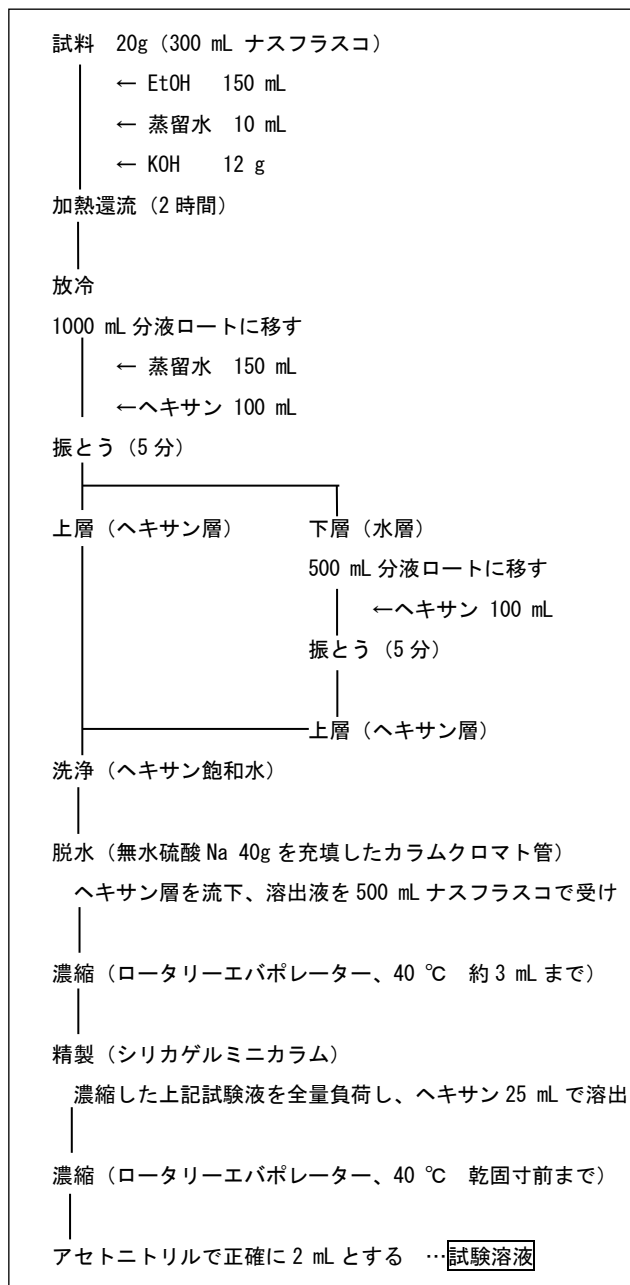 試料 20g（300 mL ナスフラスコ）
← EtOH 150 mL
← 蒸留水 10 mL
← KOH 12 g
加熱還流（2 時間）
放冷
1000 mL 分液ロートに移す
← 蒸留水 150 mL
←ヘキサン 100 mL
振とう（5 分）
上層（ヘキサン層） 下層（水層）
500 mL 分液ロートに移す
←ヘキサン 100 mL
振とう（5 分）
上層（ヘキサン層）
洗浄（ヘキサン飽和水）
脱水（無水硫酸 Na 40g を充填したカラムクロマト管）
ヘキサン層を流下、溶出液を 500 mL ナスフラスコで受け
濃縮（ロータリーエバポレーター、40 ℃ 約 3 mL まで）
精製（シリカゲルミニカラム）
濃縮した上記試験液を全量負荷し、ヘキサン 25 mL で溶出
濃縮（ロータリーエバポレーター、40 ℃ 乾固寸前まで）
アセトニトリルで正確に 2 mL とする …試験溶液